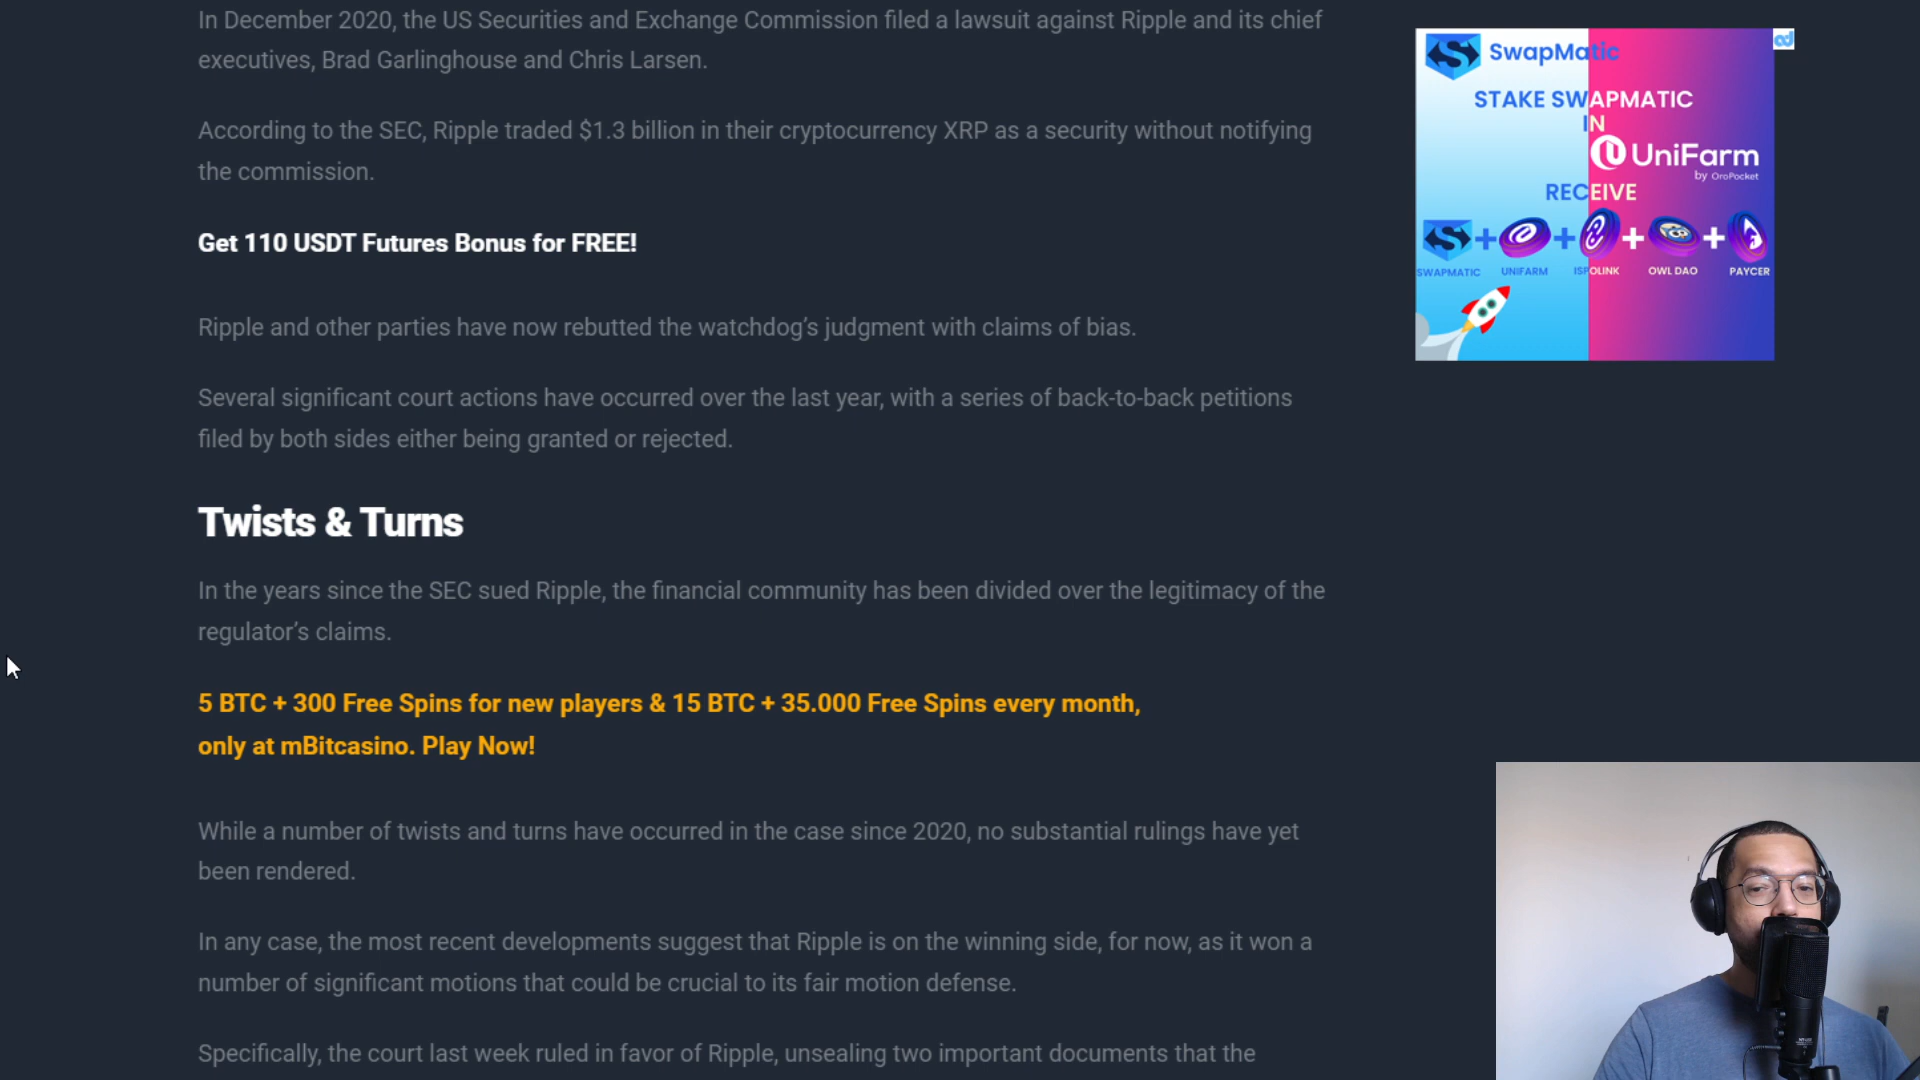 In December 2020, the US Securities and Exchange Commission filed a lawsuit against Ripple and its chief
executives, Brad Garlinghouse and Chris Larsen.
According to the SEC, Ripple traded $1.3 billion in their cryptocurrency XRP as a security without notifying
the commission.
Get 110 USDT Futures Bonus for FREE!
Ripple and other parties have now rebutted the watchdog’s judgment with claims of bias.
Several significant court actions have occurred over the last year, with a series of back-to-back petitions
filed by both sides either being granted or rejected.
Twists & Turns
In the years since the SEC sued Ripple, the financial community has been divided over the legitimacy of the
regulator’s claims.
5 BTC + 300 Free Spins for new players & 15 BTC + 35.000 Free Spins every month,
only at mBitcasino. Play Now!
While a number of twists and turns have occurred in the case since 2020, no substantial rulings have yet
been rendered.
In any case, the most recent developments suggest that Ripple is on the winning side, for now, as it won a
number of significant motions that could be crucial to its fair motion defense.
Specifically, the court last week ruled in favor of Ripple, unsealing two important documents that the
SwapMatic
ad
STAKE SWAPMATIC
IN
UniFarm
by OroPocket
RECEIVE
+ + + +
SWAPMATIC UNIFARM ISPOLINK OWL DAO PAYCER